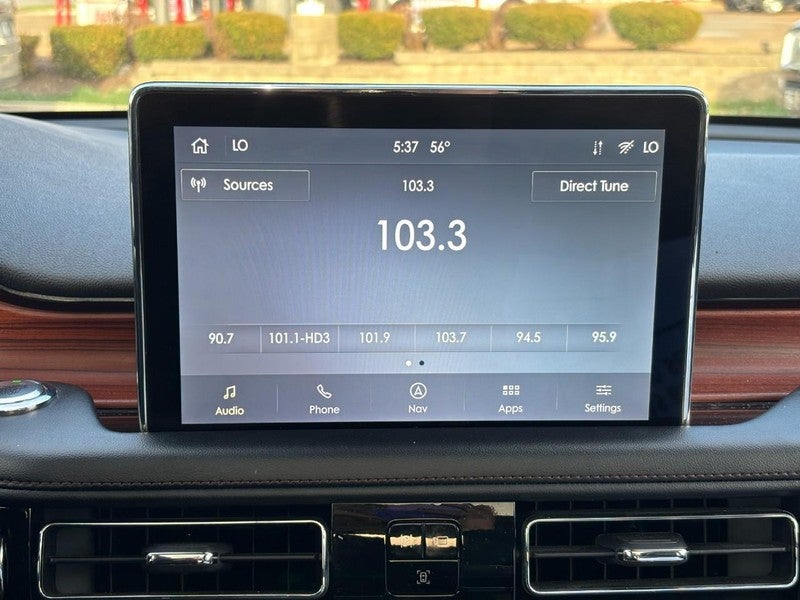 LO 5:37 56° LO
Sources 103.3 Direct Tune
103.3
90.7 101.1-HD3 101.9 103.7 94.5 95.9
Audio Phone Nav Apps Settings